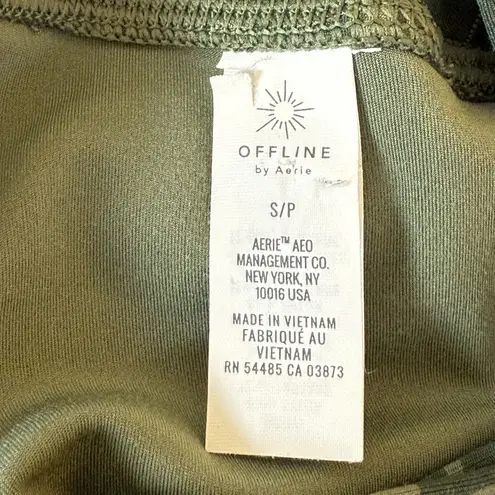 OFFLINE
by Aerie
S/P
AERIE™ AEO
MANAGEMENT CO.
NEW YORK, NY
10016 USA
MADE IN VIETNAM
FABRIQUÉ AU
VIETNAM
RN 54485 CA 03873